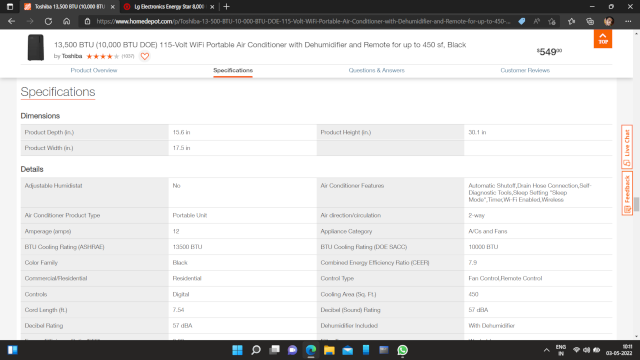 Toshiba 13,500 BTU (10,000 BTU
Lg Electronics Energy Star 8,000
https://www.homedepot.com/p/Toshiba-13-500-BTU-10-000-BTU-DOE-115-Volt-WiFi-Portable-Air-Conditioner-with-Dehumidifier-and-Remote-for-up-to-450-...
13,500 BTU (10,000 BTU DOE) 115-Volt WiFi Portable Air Conditioner with Dehumidifier and Remote for up to 450 sf, Black
by Toshiba
$54900
TOP
Product Overview Specifications Questions & Answers Customer Reviews
Specifications
Dimensions
Product Depth (in.) 15.6 in Product Height (in.) 30.1 in
Product Width (in.) 17.5 in
Details
Adjustable Humidistat No Air Conditioner Features Automatic Shutoff,Drain Hose Connection,Self-
Diagnostic Tools,Sleep Setting "Sleep
Mode",Timer,Wi-Fi Enabled,Wireless
Air Conditioner Product Type Portable Unit Air direction/circulation 2-way
Amperage (amps) 12 Appliance Category A/Cs and Fans
BTU Cooling Rating (ASHRAE) 13500 BTU BTU Cooling Rating (DOE SACC) 10000 BTU
Color Family Black Combined Energy Efficiency Ratio (CEER) 7.9
Commercial/Residential Residential Control Type Fan Control,Remote Control
Controls Digital Cooling Area (Sq. Ft.) 450
Cord Length (ft.) 7.54 Decibel (Sound) Rating 57 dBA
Decibel Rating 57 dBA Dehumidifier Included With Dehumidifier
Live Chat
Feedback
ENG
IN
10:11
03-05-2022